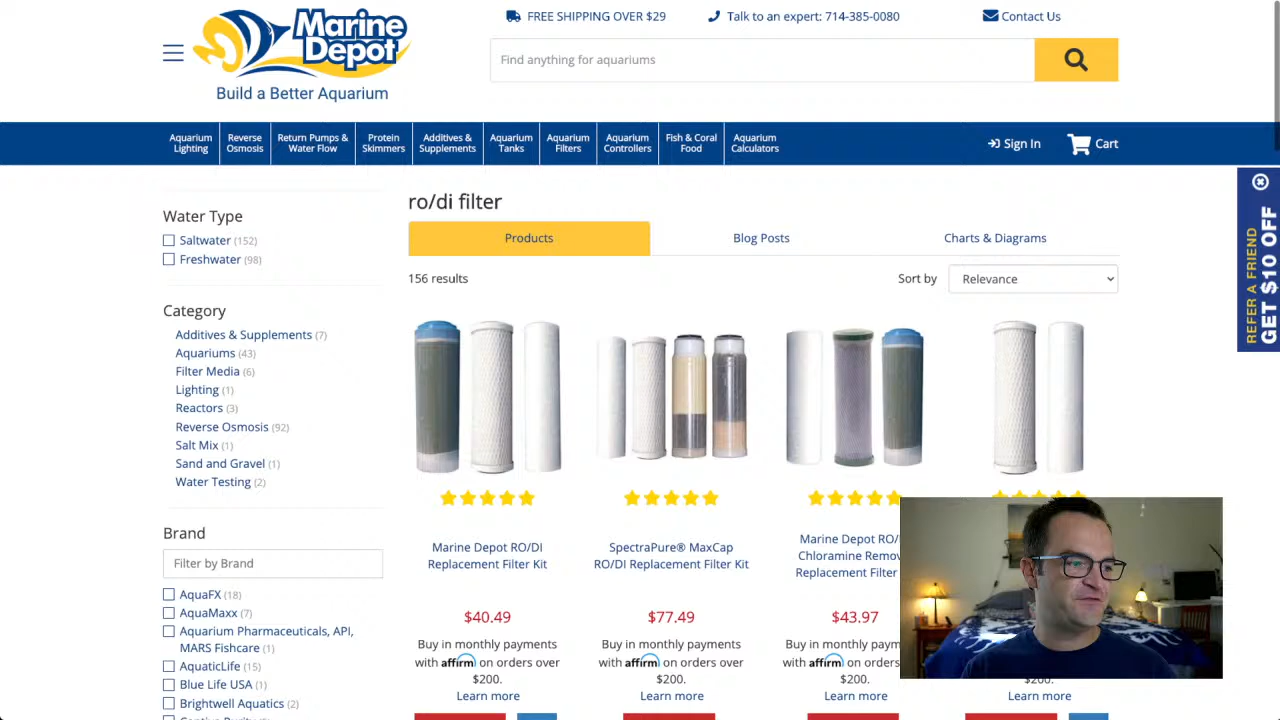 Marine
Depot
Build a Better Aquarium
FREE SHIPPING OVER $29
Talk to an expert: 714-385-0080
Contact Us
Find anything for aquariums
Aquarium
Lighting
Reverse
Osmosis
Return Pumps &
Water Flow
Protein
Skimmers
Additives &
Supplements
Aquarium
Tanks
Aquarium
Filters
Aquarium
Controllers
Fish & Coral
Food
Aquarium
Calculators
Sign In
Cart
REFER A FRIEND
GET $10 OFF
Water Type
Saltwater (152)
Freshwater (98)
Category
Additives & Supplements (7)
Aquariums (43)
Filter Media (6)
Lighting (1)
Reactors (3)
Reverse Osmosis (92)
Salt Mix (1)
Sand and Gravel (1)
Water Testing (2)
Brand
Filter by Brand
AquaFX (18)
AquaMaxx (7)
Aquarium Pharmaceuticals, API,
MARS Fishcare (1)
AquaticLife (15)
Blue Life USA (1)
Brightwell Aquatics (2)
ro/di filter
Products
Blog Posts
Charts & Diagrams
156 results
Sort by
Relevance
Marine Depot RO/DI
Replacement Filter Kit
$40.49
Buy in monthly payments
with affirm on orders over
$200.
Learn more
SpectraPure® MaxCap
RO/DI Replacement Filter Kit
$77.49
Buy in monthly payments
with affirm on orders over
$200.
Learn more
Marine Depot RO/
Chloramine Remov
Replacement Filter
$43.97
Buy in monthly
with affirm on
$200.
Learn more
$200.
Learn more